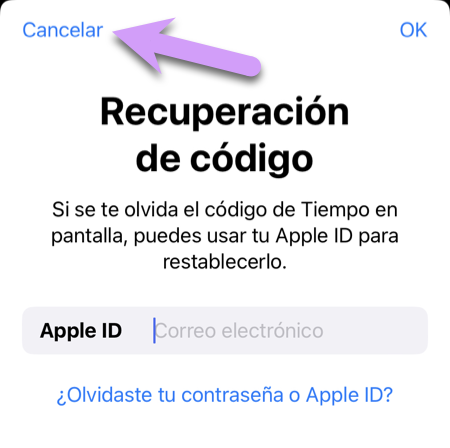 Cancelar OK
Recuperación
de código
Si se te olvida el código de Tiempo en
pantalla, puedes usar tu Apple ID para
restablecerlo.
Apple ID Correo electrónico
¿Olvidaste tu contraseña o Apple ID?